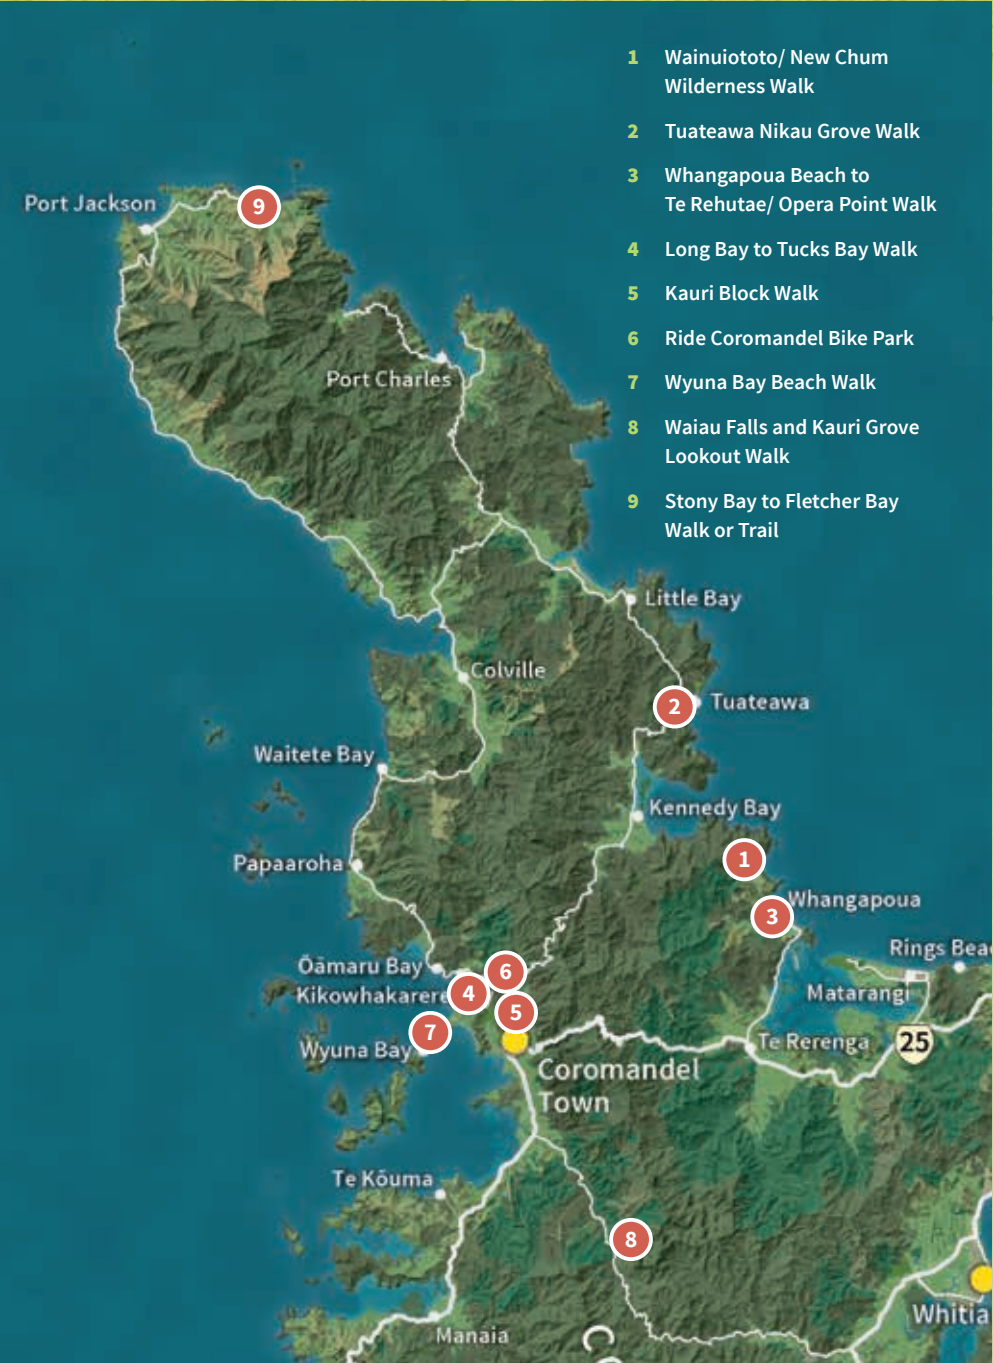 1 Wainuiototo/ New Chum
Wilderness Walk
2 Tuateawa Nikau Grove Walk
3 Whangapoua Beach to
Te Rehutae/ Opera Point Walk
4 Long Bay to Tucks Bay Walk
5 Kauri Block Walk
6 Ride Coromandel Bike Park
7 Wyuna Bay Beach Walk
8 Waiau Falls and Kauri Grove
Lookout Walk
9 Stony Bay to Fletcher Bay
Walk or Trail
Port Jackson
9
Port Charles
Little Bay
Colville
2
Tuateawa
Waitete Bay
Kennedy Bay
1
Papaaroha
Whangapoua
3
Rings Bea
Ōāmaru Bay
6
Kikowhakarere
4
Matarangi
5
7
Wyuna Bay
Te Rerenga
25
Coromandel
Town
Te Kōuma
8
Whitia
Manaia
C